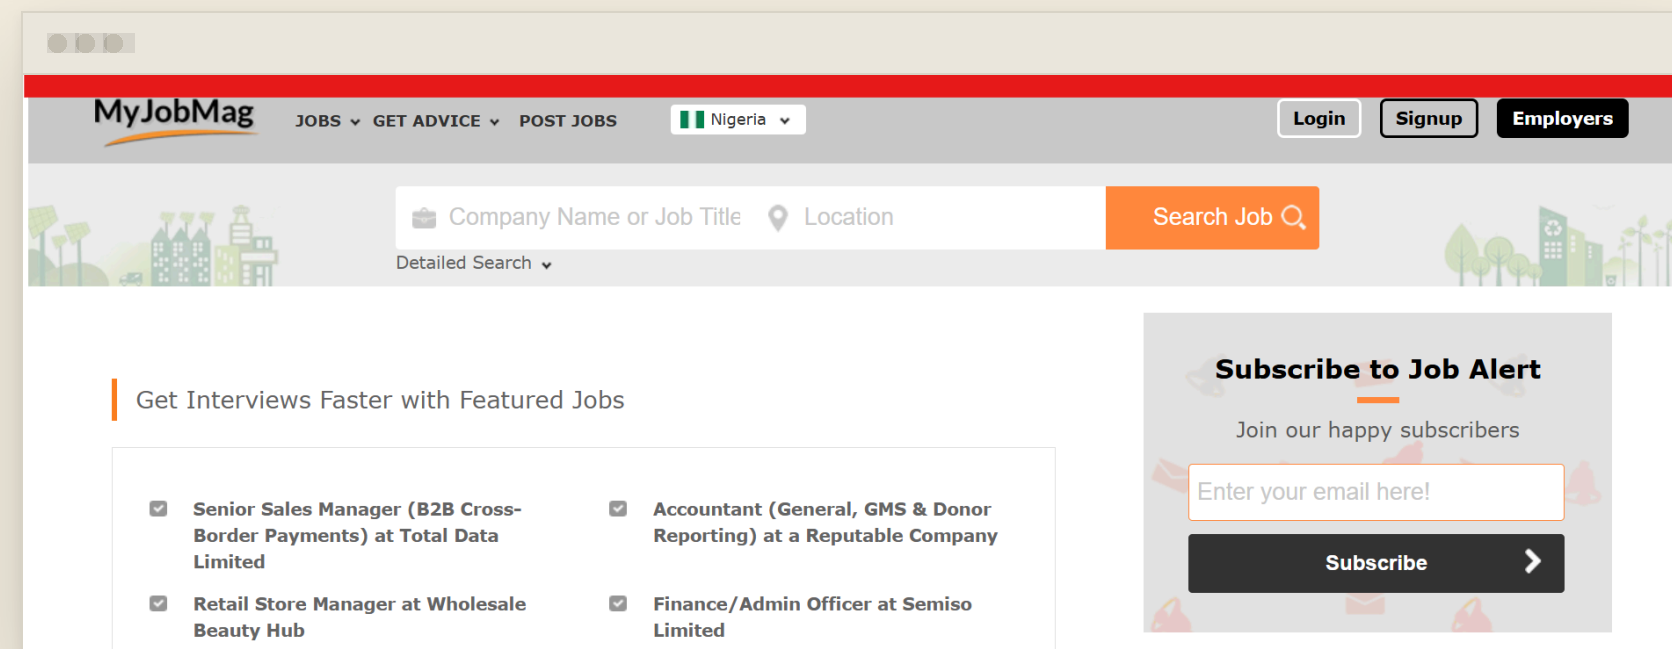 MyJobMag
JOBS GET ADVICE POST JOBS Nigeria Login Signup Employers
Company Name or Job Title Location Search Job
Detailed Search
Get Interviews Faster with Featured Jobs
Senior Sales Manager (B2B Cross-
Border Payments) at Total Data
Limited
Accountant (General, GMS & Donor
Reporting) at a Reputable Company
Retail Store Manager at Wholesale
Beauty Hub
Finance/Admin Officer at Semiso
Limited
Subscribe to Job Alert
Join our happy subscribers
Enter your email here!
Subscribe